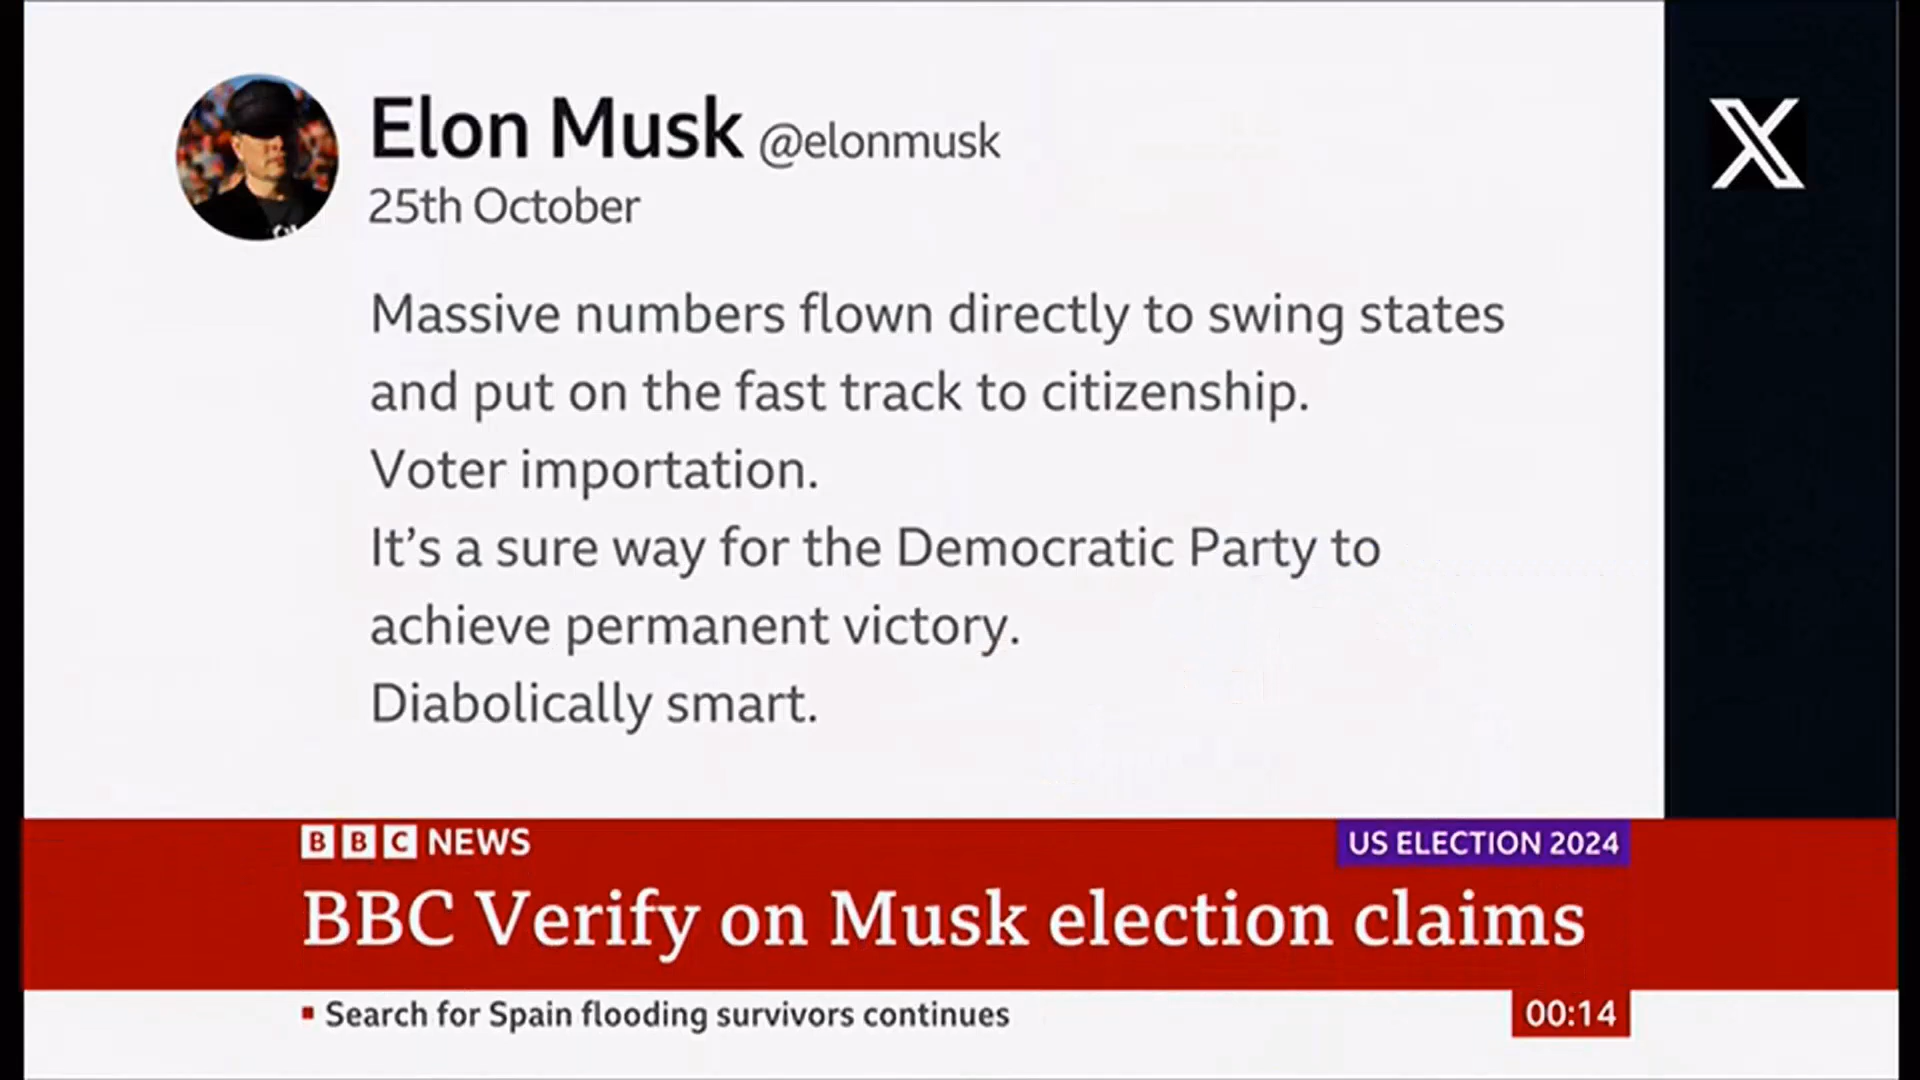 Elon Musk @elonmusk
25th October
X
Massive numbers flown directly to swing states
and put on the fast track to citizenship.
Voter importation.
It's a sure way for the Democratic Party to
achieve permanent victory.
Diabolically smart.
BBC NEWS
US ELECTION 2024
BBC Verify on Musk election claims
Search for Spain flooding survivors continues
00:14